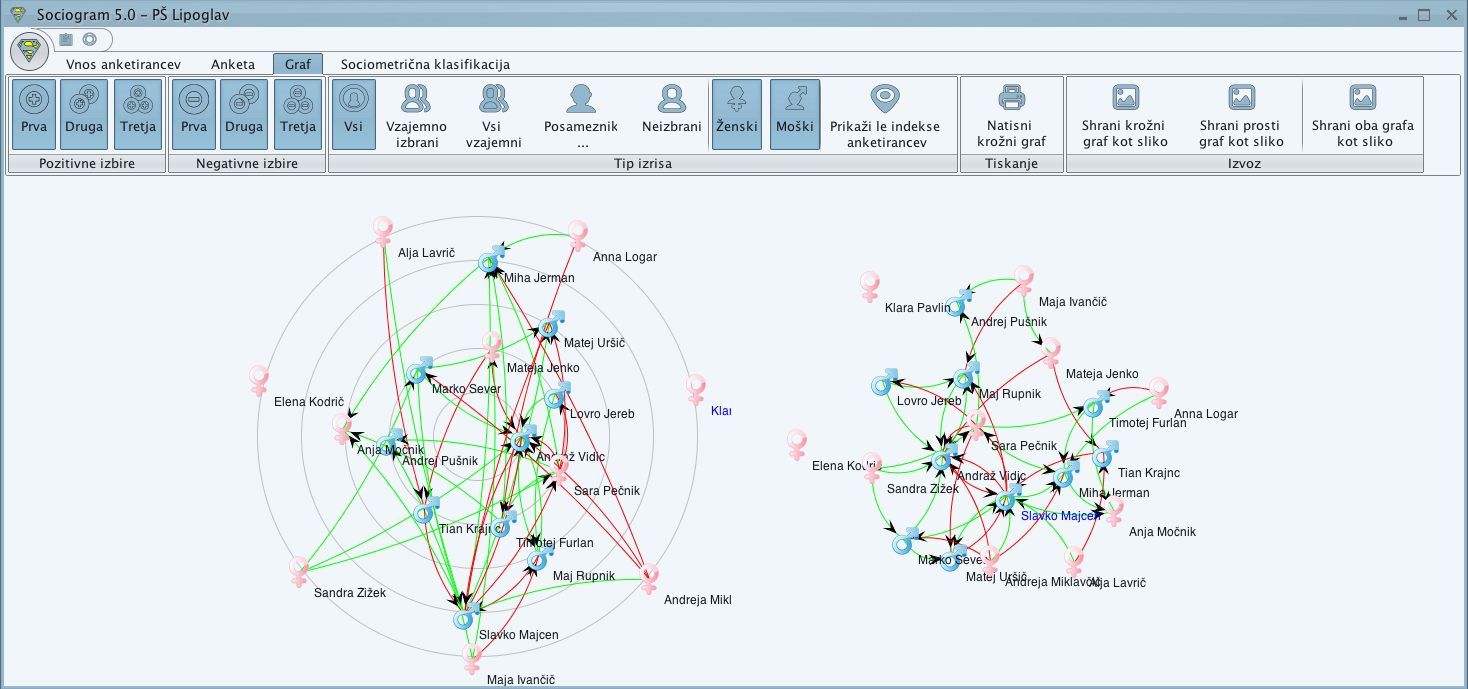 Sociogram 5.0 – PŠ Lipoglav
Vnos anketirancev Anketa Graf Sociometrična klasifikacija
Prva Druga Tretja
Pozitivne izbire
Prva Druga Tretja
Negativne izbire
Vsi
Vzajemno
izbrani
Vsi
vzajemni
Posameznik
...
Neizbrani
Ženski
Moški
Prikaži le indekse
anketirancev
Tip izrisa
Natisni
krožni graf
Tiskanje
Shrani krožni
graf kot sliko
Shrani prosti
graf kot sliko
Shrani oba grafa
kot sliko
Izvoz
Alja Lavrič
Anna Logar
Miha Jerman
Matej Uršič
Mateja Jenko
Marko Sever
Elena Kodrič
Lovro Jereb
Klar
Anja Močnik
Andrej Pušnik
Andraž Vidic
Sara Pečnik
Tian Krajnc
Timotej Furlan
Maj Rupnik
Sandra Zižek
Andreja Mikl
Slavko Majcen
Maja Ivančič
Klara Pavlin
Maja Ivančič
Andrej Pušnik
Mateja Jenko
Lovro Jereb
Maj Rupnik
Anna Logar
Timotej Furlan
Sara Pečnik
Elena Kodrič
Andraž Vidic
Tian Krajnc
Sandra Zižek
Miha Jerman
Slavko Majcen
Anja Močnik
Marko Sever
Matej Uršič
Andreja Miklavčič
Alja Lavrič